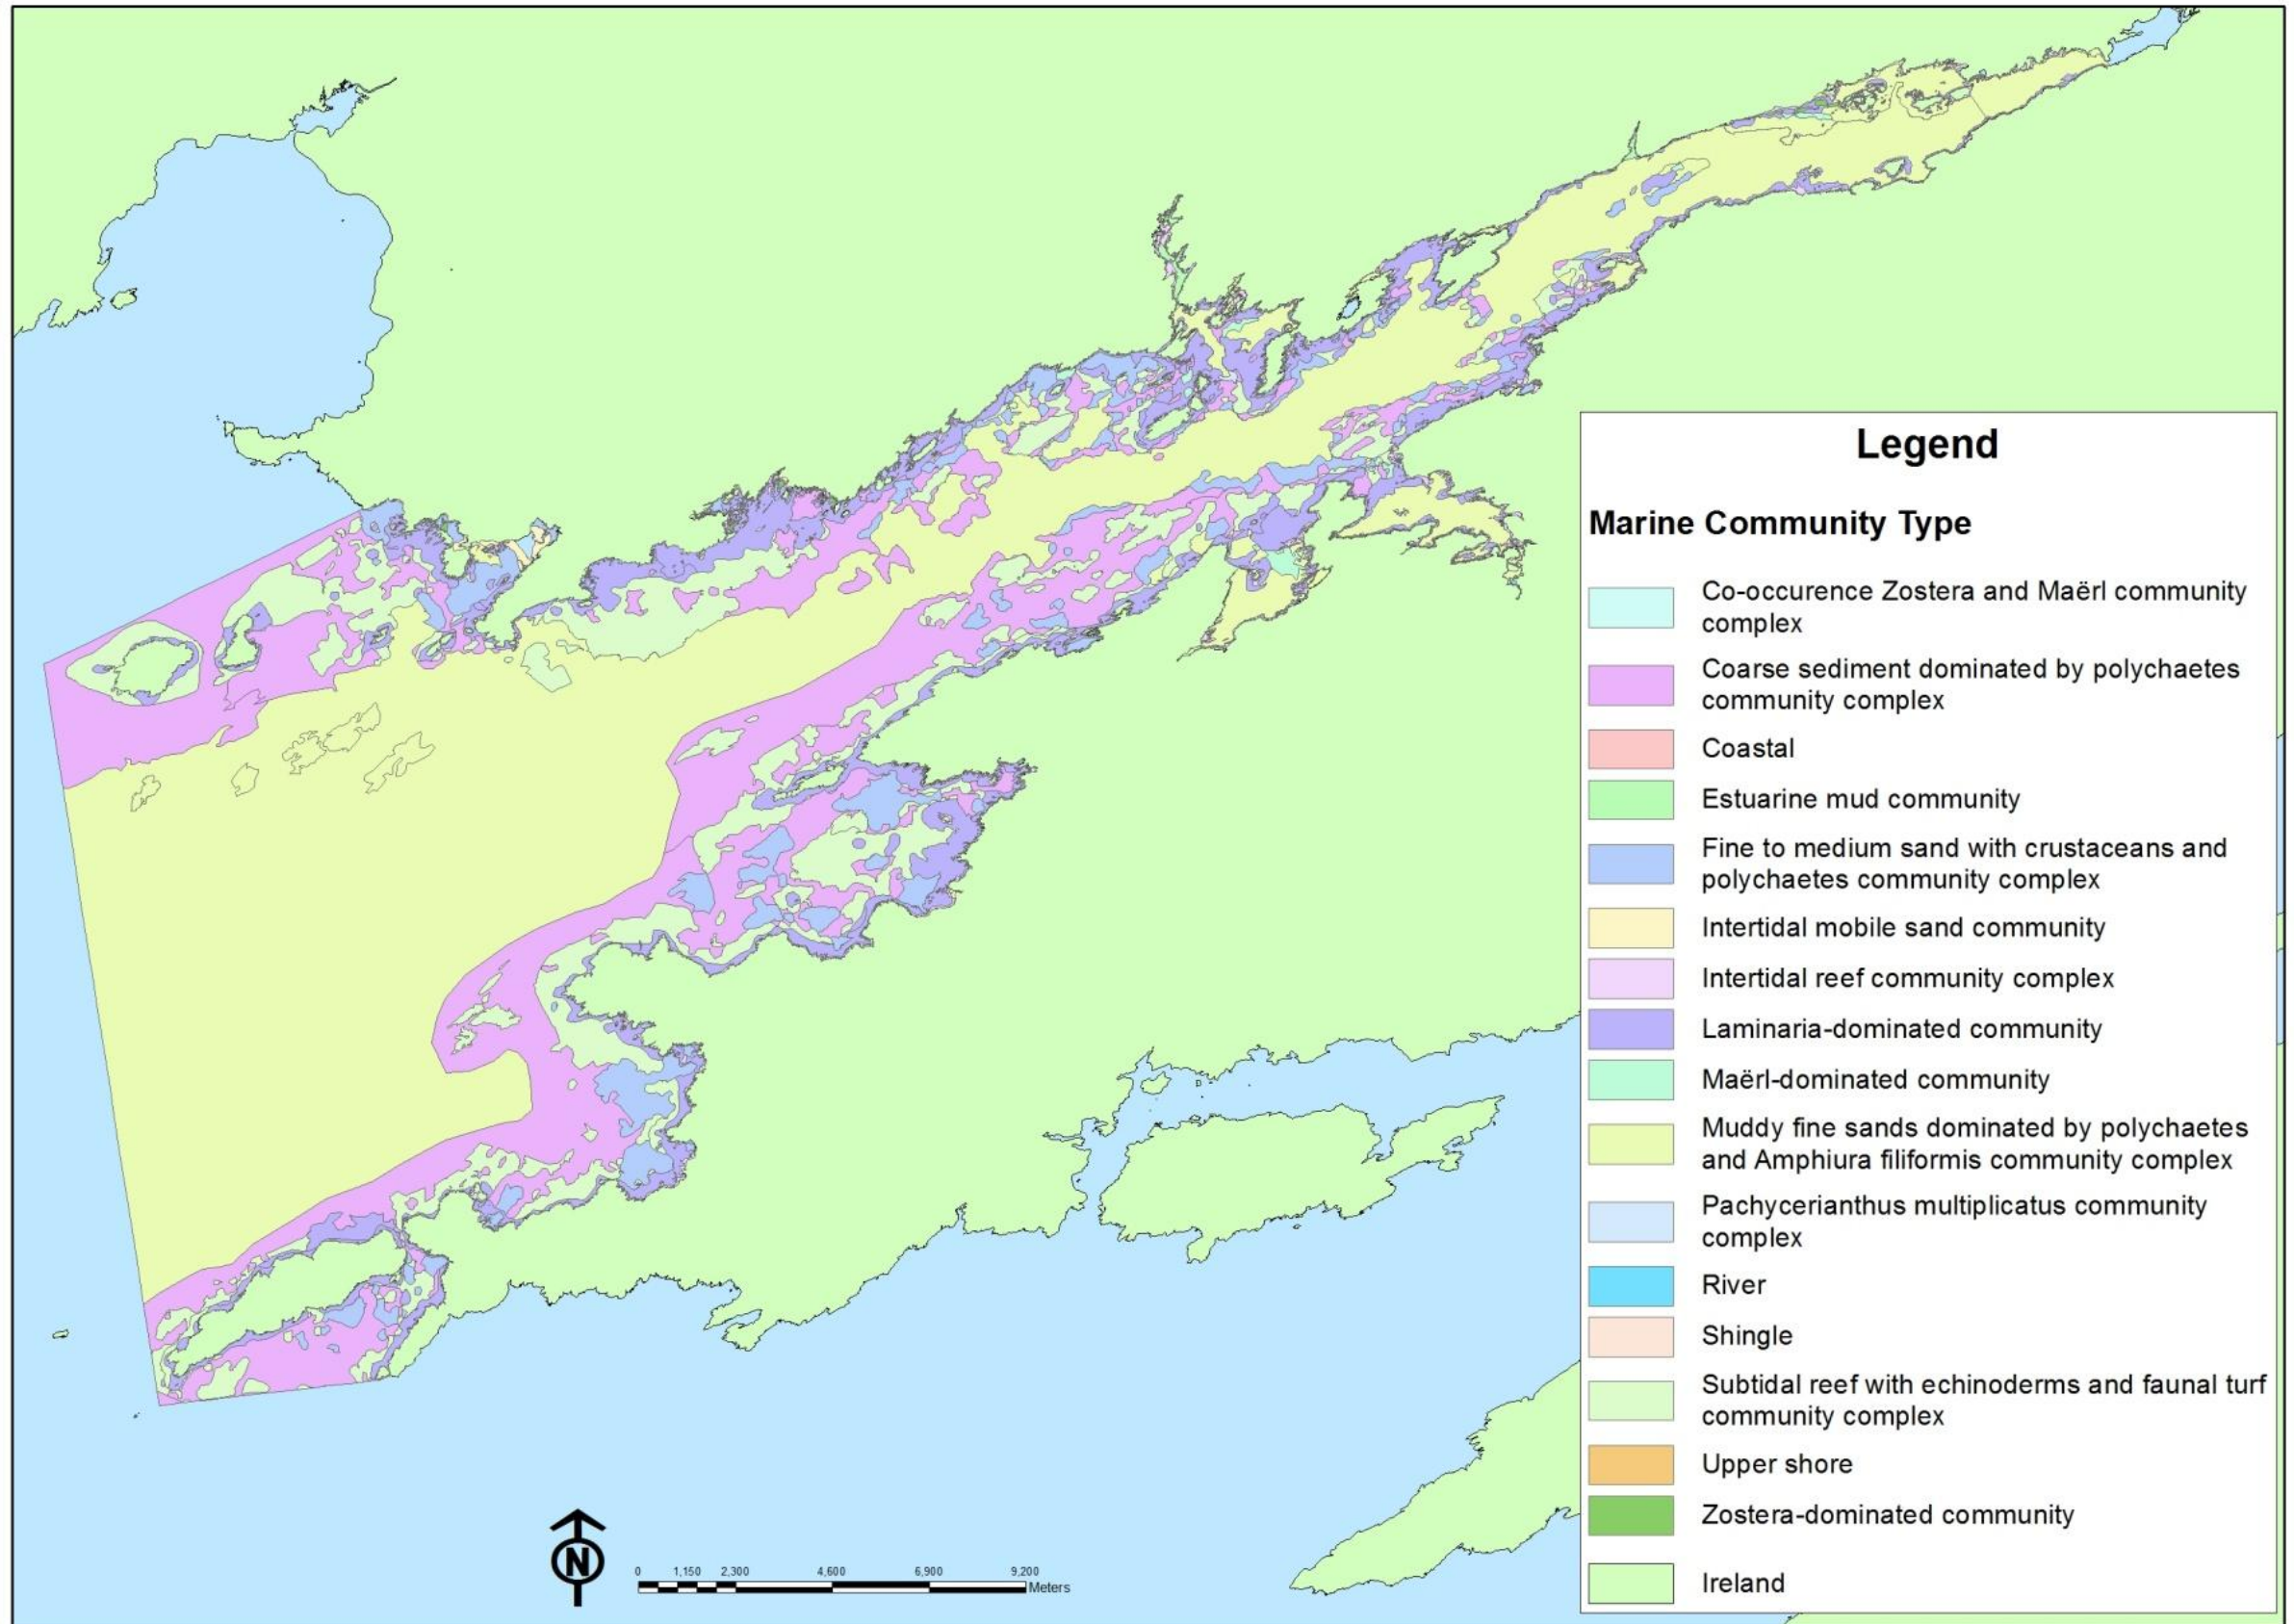 Legend
Marine Community Type
Co-occurence Zostera and Maërl community
complex
Coarse sediment dominated by polychaetes
community complex
Coastal
Estuarine mud community
Fine to medium sand with crustaceans and
polychaetes community complex
Intertidal mobile sand community
Intertidal reef community complex
Laminaria-dominated community
Maërl-dominated community
Muddy fine sands dominated by polychaetes
and Amphiura filiformis community complex
Pachycerianthus multiplicatus community
complex
River
Shingle
Subtidal reef with echinoderms and faunal turf
community complex
Upper shore
Zostera-dominated community
Ireland
N
0 1,150 2,300 4,600 6,900 9,200
Meters